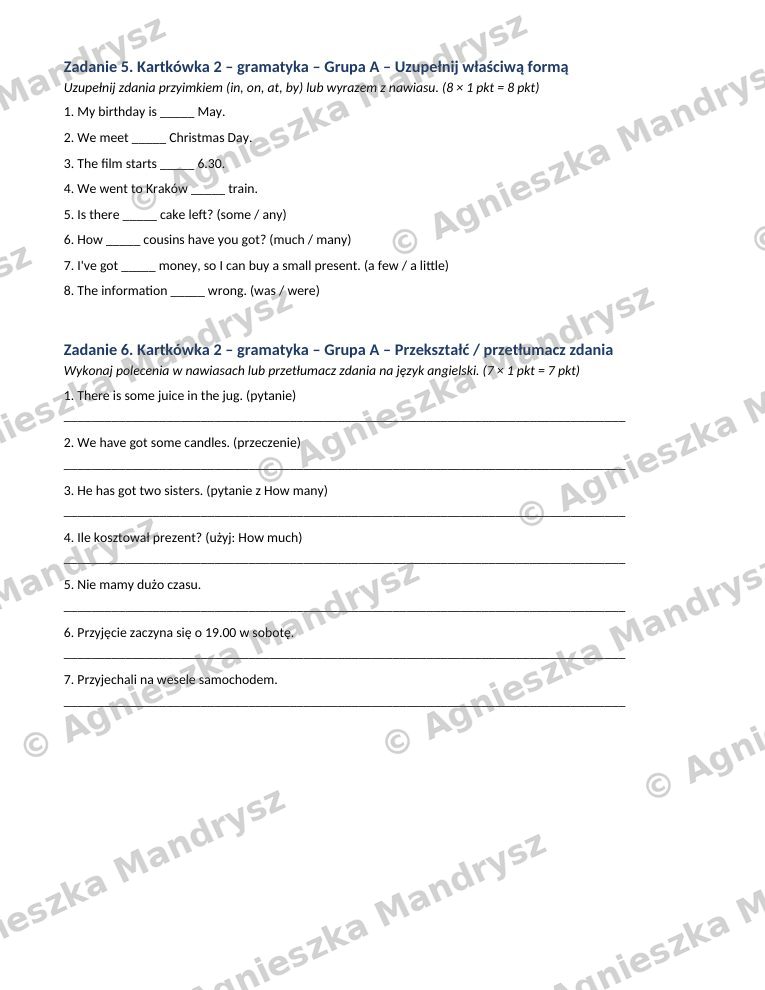 Zadanie 5. Kartkówka 2 – gramatyka – Grupa A – Uzupełnij właściwą formą
Uzupełnij zdania przyimkiem (in, on, at, by) lub wyrazem z nawiasu. (8 × 1 pkt = 8 pkt)
1. My birthday is _____ May.
2. We meet _____ Christmas Day.
3. The film starts _____ 6.30.
4. We went to Kraków _____ train.
5. Is there _____ cake left? (some / any)
6. How _____ cousins have you got? (much / many)
7. I've got _____ money, so I can buy a small present. (a few / a little)
8. The information _____ wrong. (was / were)
Zadanie 6. Kartkówka 2 – gramatyka – Grupa A – Przekształć / przetłumacz zdania
Wykonaj polecenia w nawiasach lub przetłumacz zdania na język angielski. (7 × 1 pkt = 7 pkt)
1. There is some juice in the jug. (pytanie)
2. We have got some candles. (przeczenie)
3. He has got two sisters. (pytanie z How many)
4. Ile kosztował prezent? (użyj: How much)
5. Nie mamy dużo czasu.
6. Przyjęcie zaczyna się o 19.00 w sobotę.
7. Przyjechali na wesele samochodem.
© Agnieszka Mandrysz